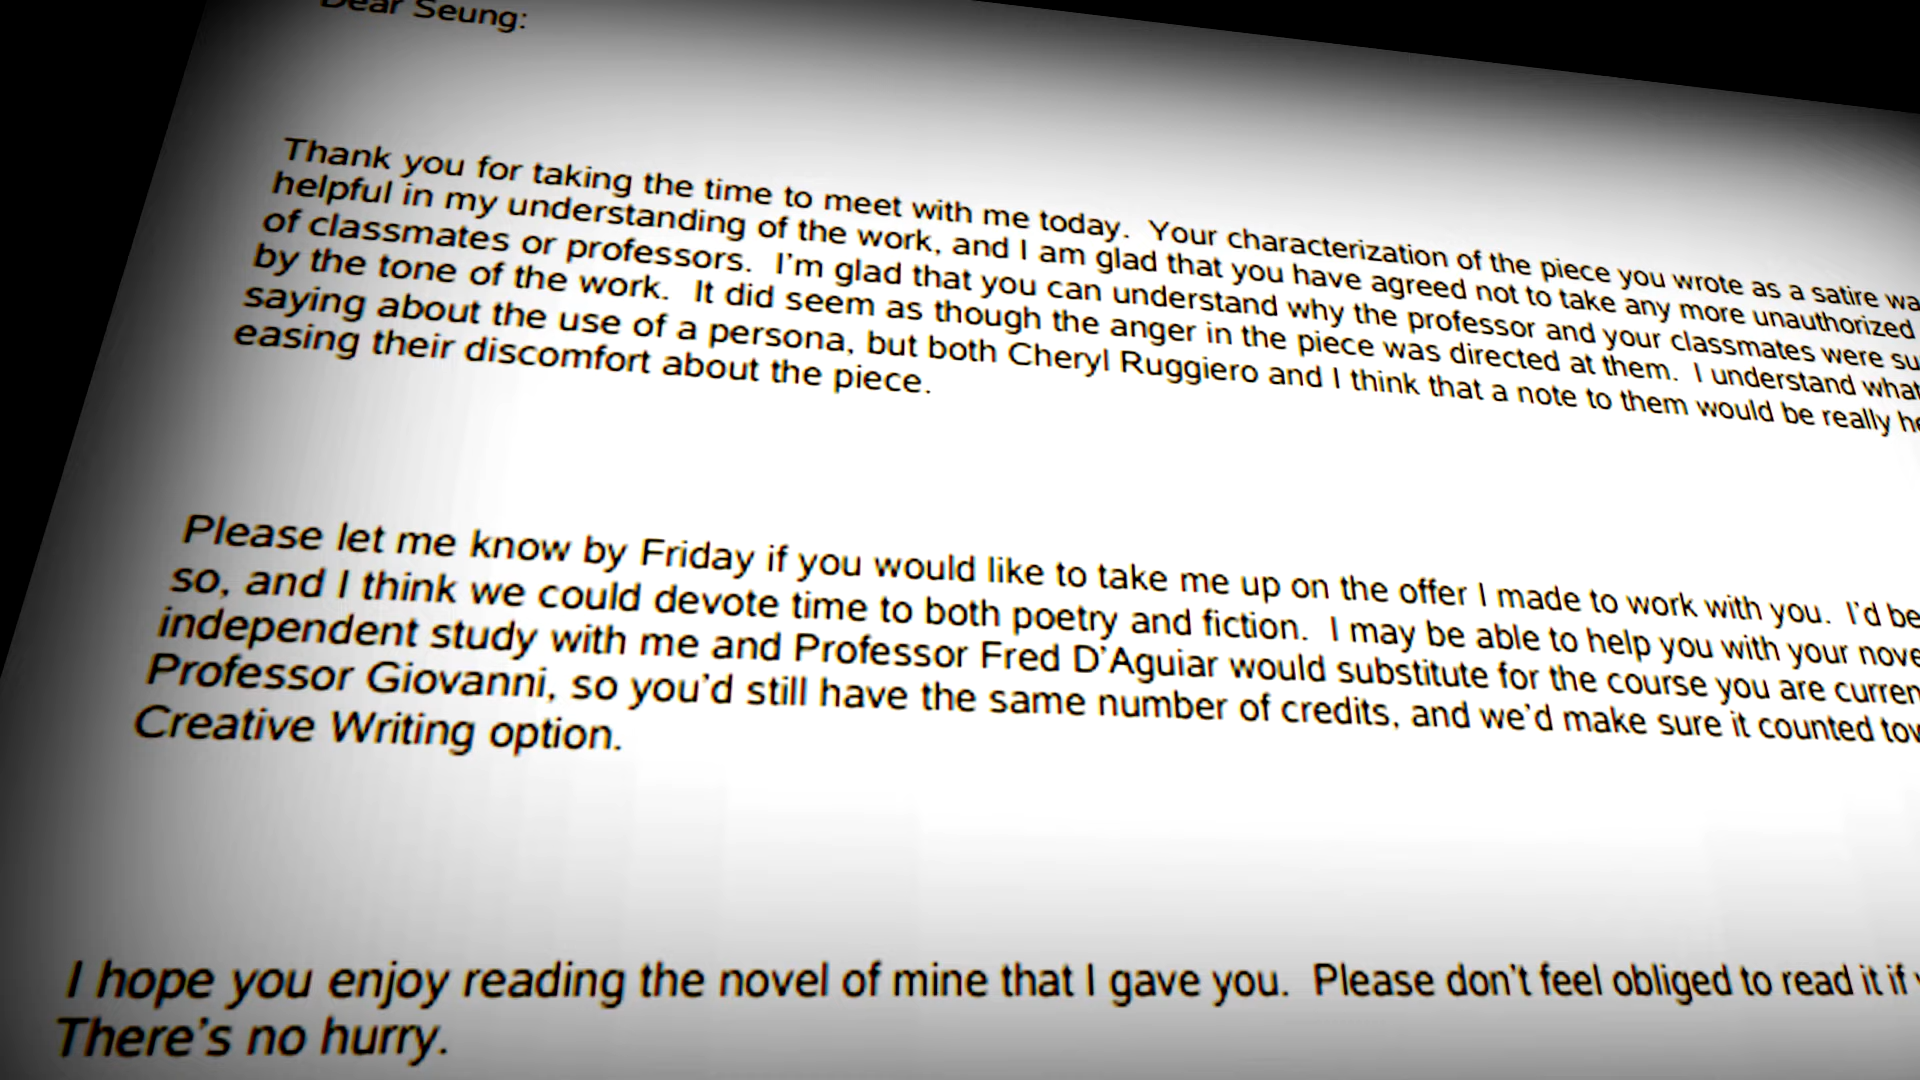 Dear Seung:
Thank you for taking the time to meet with me today. Your characterization of the piece you wrote as a satire
helpful in my understanding of the work, and I am glad that you have agreed not to take any more unauthorized
of classmates or professors. I'm glad that you can understand why the professor and your classmates were
by the tone of the work. It did seem as though the anger in the piece was directed at them. I understand what
saying about the use of a persona, but both Cheryl Ruggiero and I think that a note to them would be really
easing their discomfort about the piece.
Please let me know by Friday if you would like to take me up on the offer I made to work with you. I'd be
so, and I think we could devote time to both poetry and fiction. I may be able to help you with your
independent study with me and Professor Fred D'Aguiar would substitute for the course you are
Professor Giovanni, so you'd still have the same number of credits, and we'd make sure it counted
Creative Writing option.
I hope you enjoy reading the novel of mine that I gave you. Please don't feel obliged to read it if
There's no hurry.